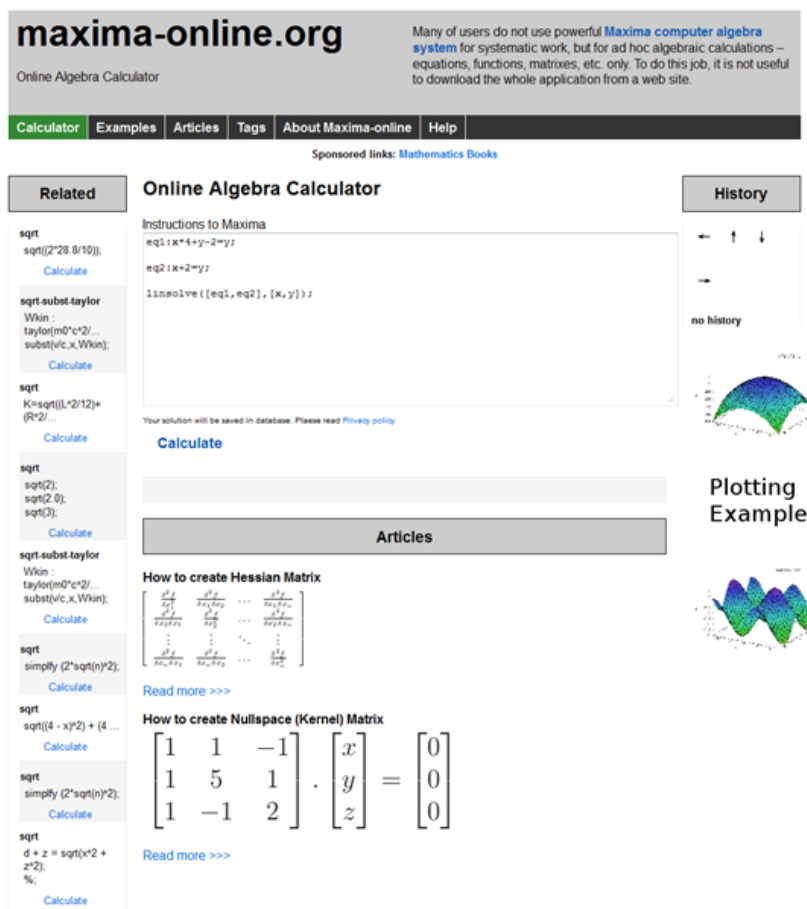 maxima-online.org
Online Algebra Calculator
Many of users do not use powerful Maxima computer algebra
system for systematic work, but for ad hoc algebraic calculations –
equations, functions, matrixes, etc. only. To do this job, it is not useful
to download the whole application from a web site.
Calculator Examples Articles Tags About Maxima-online Help
Sponsored links: Mathematics Books
Related
sqrt
sqrt((2*28.8/10));
Calculate
sqrt-subst-taylor
Wkin :
taylor(m0*c^2/...
subst(v/c,x,Wkin);
Calculate
sqrt
K=sqrt((L^2/12)+
(R^2/...
Calculate
sqrt
sqrt(2);
sqrt(2.0);
sqrt(3);
Calculate
sqrt-subst-taylor
Wkin :
taylor(m0*c^2/...
subst(v/c,x,Wkin);
Calculate
sqrt
simplfy (2*sqrt(n)^2);
Calculate
sqrt
sqrt((4 - x)^2) + (4 ...
Calculate
sqrt
simplfy (2*sqrt(n)^2);
Calculate
sqrt
d + z = sqrt(x^2 +
z^2);
%;
Calculate
Online Algebra Calculator
Instructions to Maxima
eq1:x*4+y-2=y;
eq2:x+2=y;
linsolve([eq1,eq2],[x,y]);
Your solution will be saved in database. Please read Privacy policy
Calculate
Articles
How to create Hessian Matrix
Read more >>>
How to create Nullspace (Kernel) Matrix
1 1 −1 x 0
1 5 1 . y = 0
1 −1 2 z 0
Read more >>>
History
← ↑ ↓
→
no history
Plotting
Example